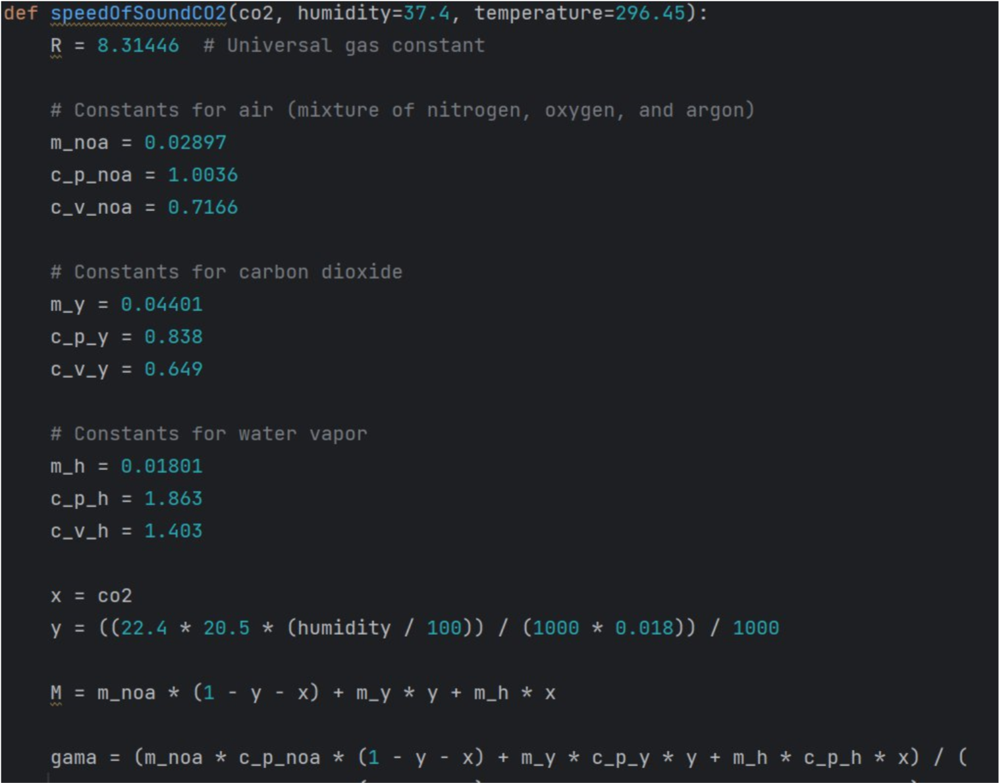 def speedOfSoundCO2(co2, humidity=37.4, temperature=296.45):
R = 8.31446  # Universal gas constant
# Constants for air (mixture of nitrogen, oxygen, and argon)
m_noa = 0.02897
c_p_noa = 1.0036
c_v_noa = 0.7166
# Constants for carbon dioxide
m_y = 0.04401
c_p_y = 0.838
c_v_y = 0.649
# Constants for water vapor
m_h = 0.01801
c_p_h = 1.863
c_v_h = 1.403
x = co2
y = ((22.4 * 20.5 * (humidity / 100)) / (1000 * 0.018)) / 1000
M = m_noa * (1 - y - x) + m_y * y + m_h * x
gama = (m_noa * c_p_noa * (1 - y - x) + m_y * c_p_y * y + m_h * c_p_h * x) / (